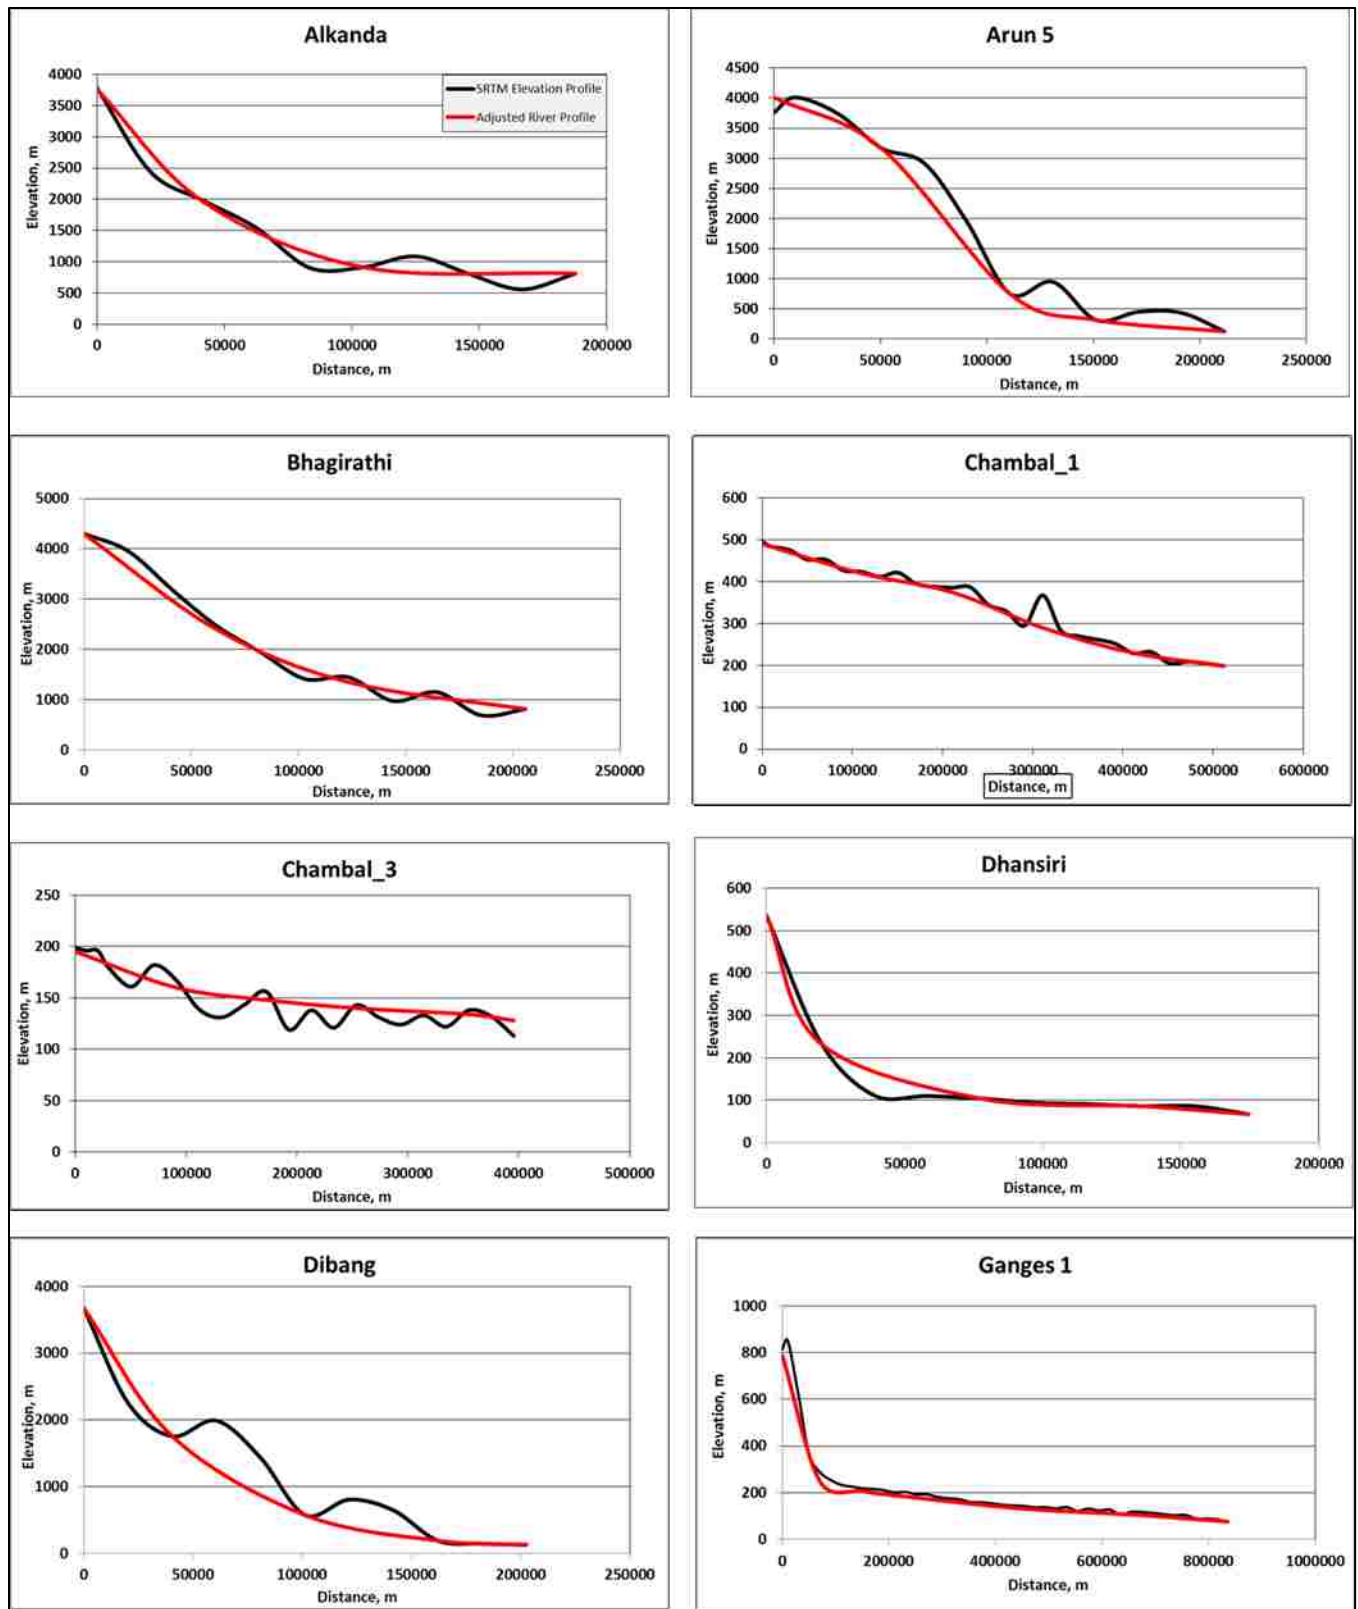 Alkanda
4000
3500
3000
2500
2000
1500
1000
500
0
Elevation, m
SRTM Elevation Profile
Adjusted River Profile
0 50000 100000 150000 200000
Distance, m
Arun 5
4500
4000
3500
3000
2500
2000
1500
1000
500
0
Elevation, m
0 50000 100000 150000 200000 250000
Distance, m
Bhagirathi
5000
4000
3000
2000
1000
0
Elevation, m
0 50000 100000 150000 200000 250000
Distance, m
Chambal_1
600
500
400
300
200
100
0
Elevation, m
0 100000 200000 300000 400000 500000 600000
Distance, m
Chambal_3
250
200
150
100
50
0
Elevation, m
0 100000 200000 300000 400000 500000
Distance, m
Dhansiri
600
500
400
300
200
100
0
Elevation, m
0 50000 100000 150000 200000
Distance, m
Dibang
4000
3000
2000
1000
0
Elevation, m
0 50000 100000 150000 200000 250000
Distance, m
Ganges 1
1000
800
600
400
200
0
Elevation, m
0 200000 400000 600000 800000 1000000
Distance, m